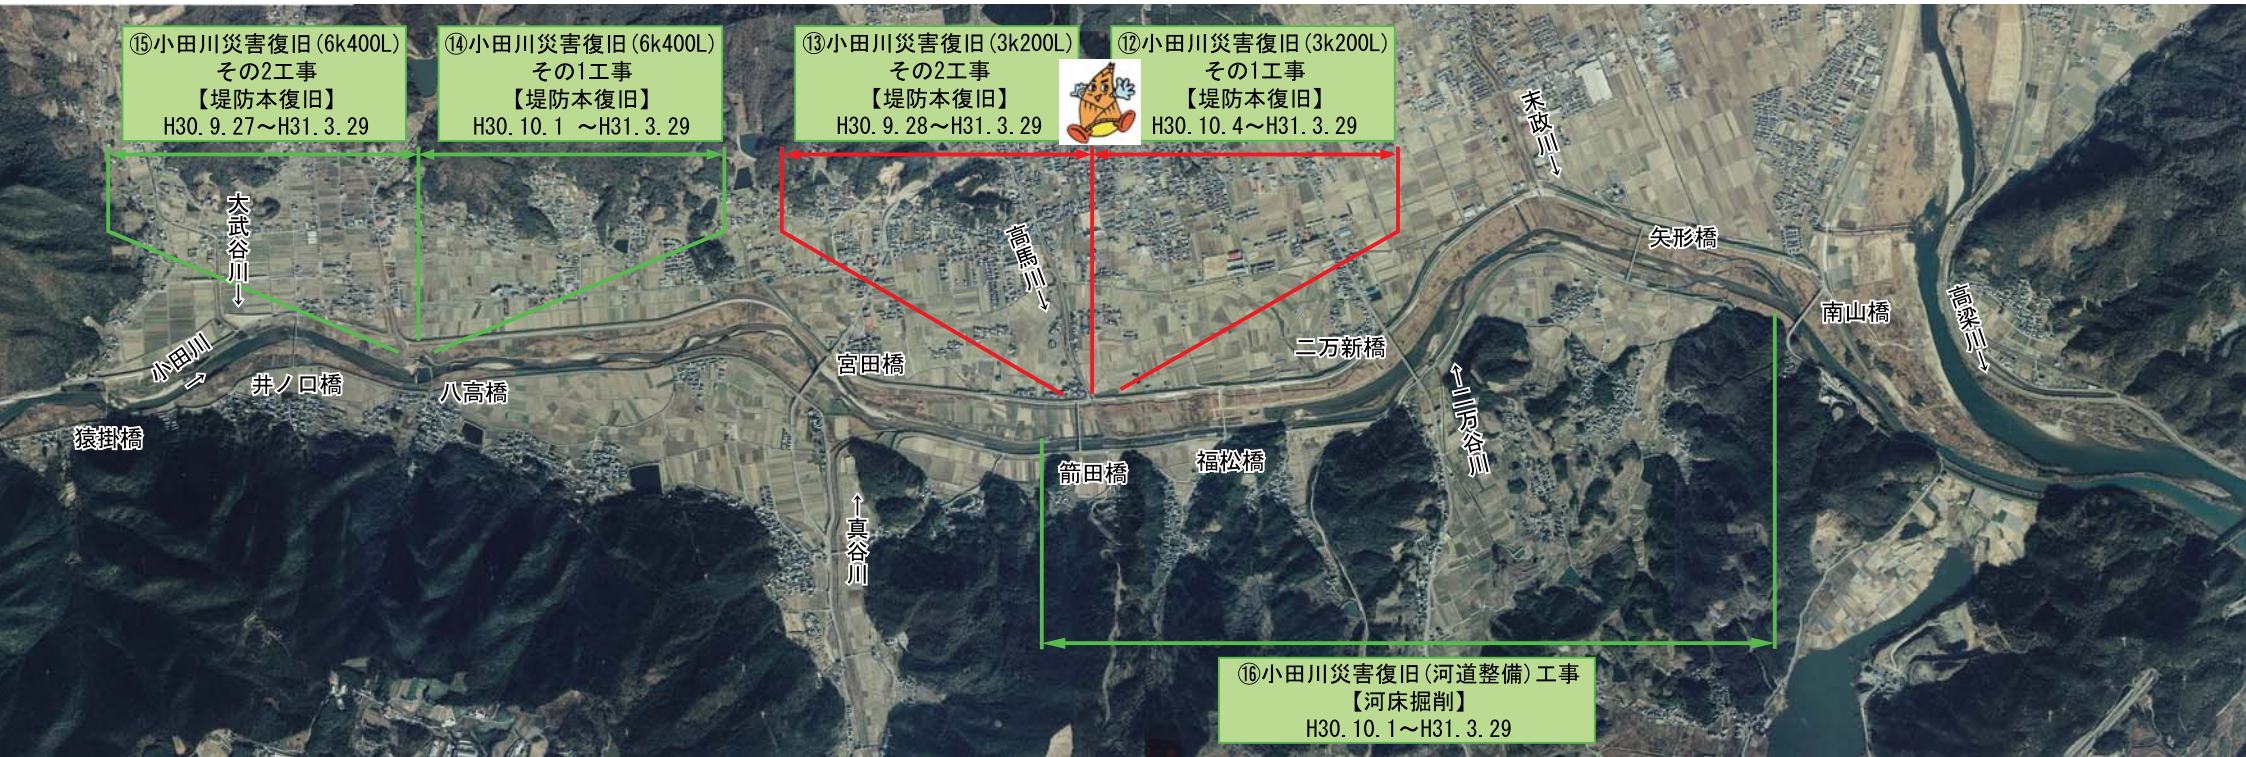 ⑮小田川災害復旧(6k400L)
その2工事
【堤防本復旧】
H30.9.27～H31.3.29
⑭小田川災害復旧(6k400L)
その1工事
【堤防本復旧】
H30.10.1 ～H31.3.29
⑬小田川災害復旧(3k200L)
その2工事
【堤防本復旧】
H30.9.28～H31.3.29
⑫小田川災害復旧(3k200L)
その1工事
【堤防本復旧】
H30.10.4～H31.3.29
末政川→
大武谷川→
高馬川→
矢形橋
南山橋
高梁川→
小田川
→
井ノ口橋
八高橋
宮田橋
二万新橋
猿掛橋
箭田橋
福松橋
←二万谷川
←真谷川
⑯小田川災害復旧(河道整備)工事
【河床掘削】
H30.10.1～H31.3.29